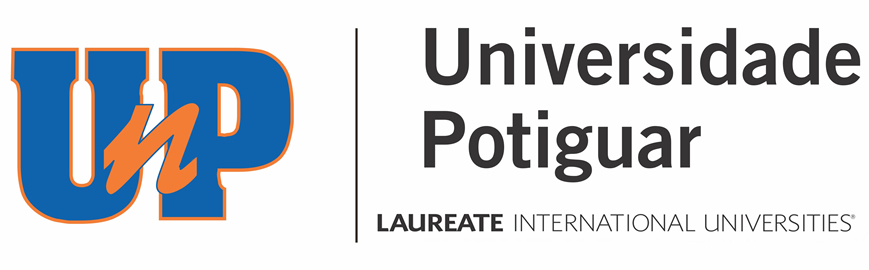 UnP
Universidade
Potiguar
LAUREATE INTERNATIONAL UNIVERSITIES®